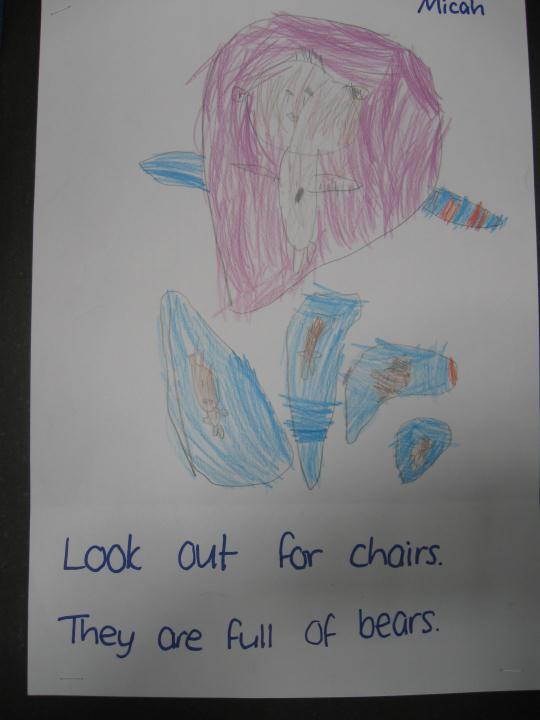 Micah
Look out for chairs.
They are full of bears.